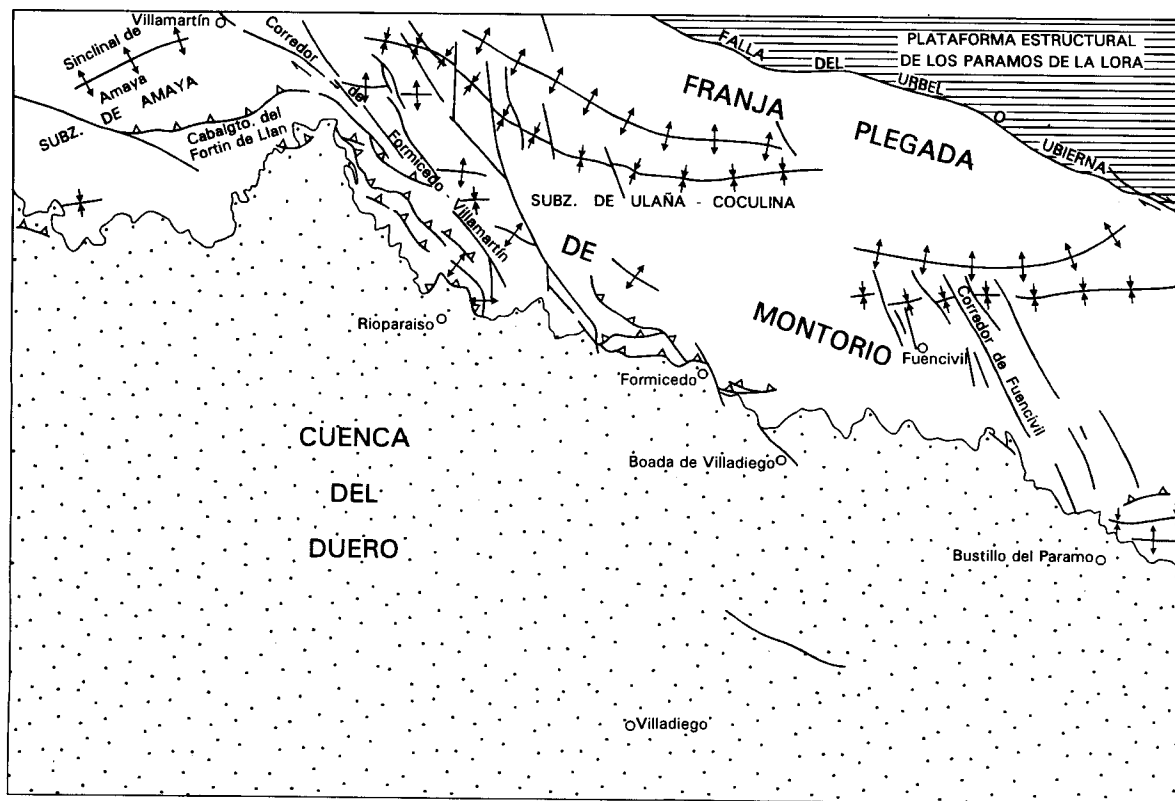 Villamartín
Sinclinal de
Amaya
SUBZ. DE AMAYA
Cabalgto. del
Fortin de Llan
Corredor de Formicedo
Villamartín
FALLA DEL URBEL
UBIERNA
PLATAFORMA ESTRUCTURAL
DE LOS PARAMOS DE LA LORA
FRANJA
PLEGADA
DE
MONTORIO
SUBZ. DE ULAÑA - COCULINA
Rioparaiso
Formicedo
Fuencivil
Corredor de Fuencivil
Boada de Villadiego
Bustillo del Paramo
CUENCA
DEL
DUERO
Villadiego